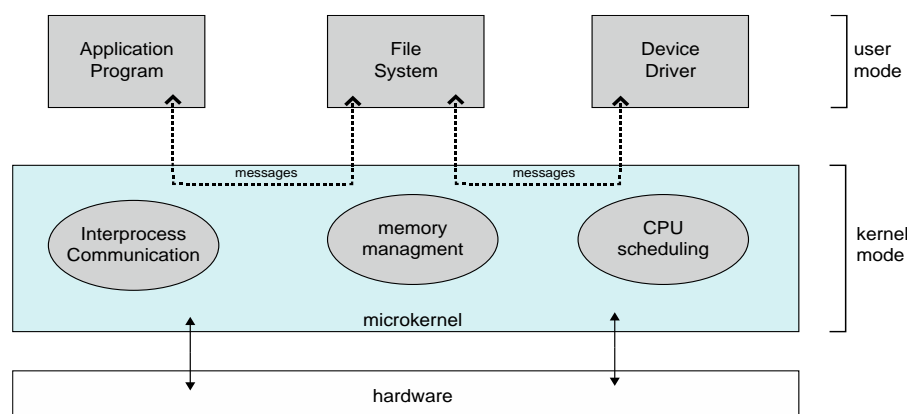 Application
Program
File
System
Device
Driver
user
mode
messages
messages
Interprocess
Communication
memory
managment
CPU
scheduling
kernel
mode
microkernel
hardware